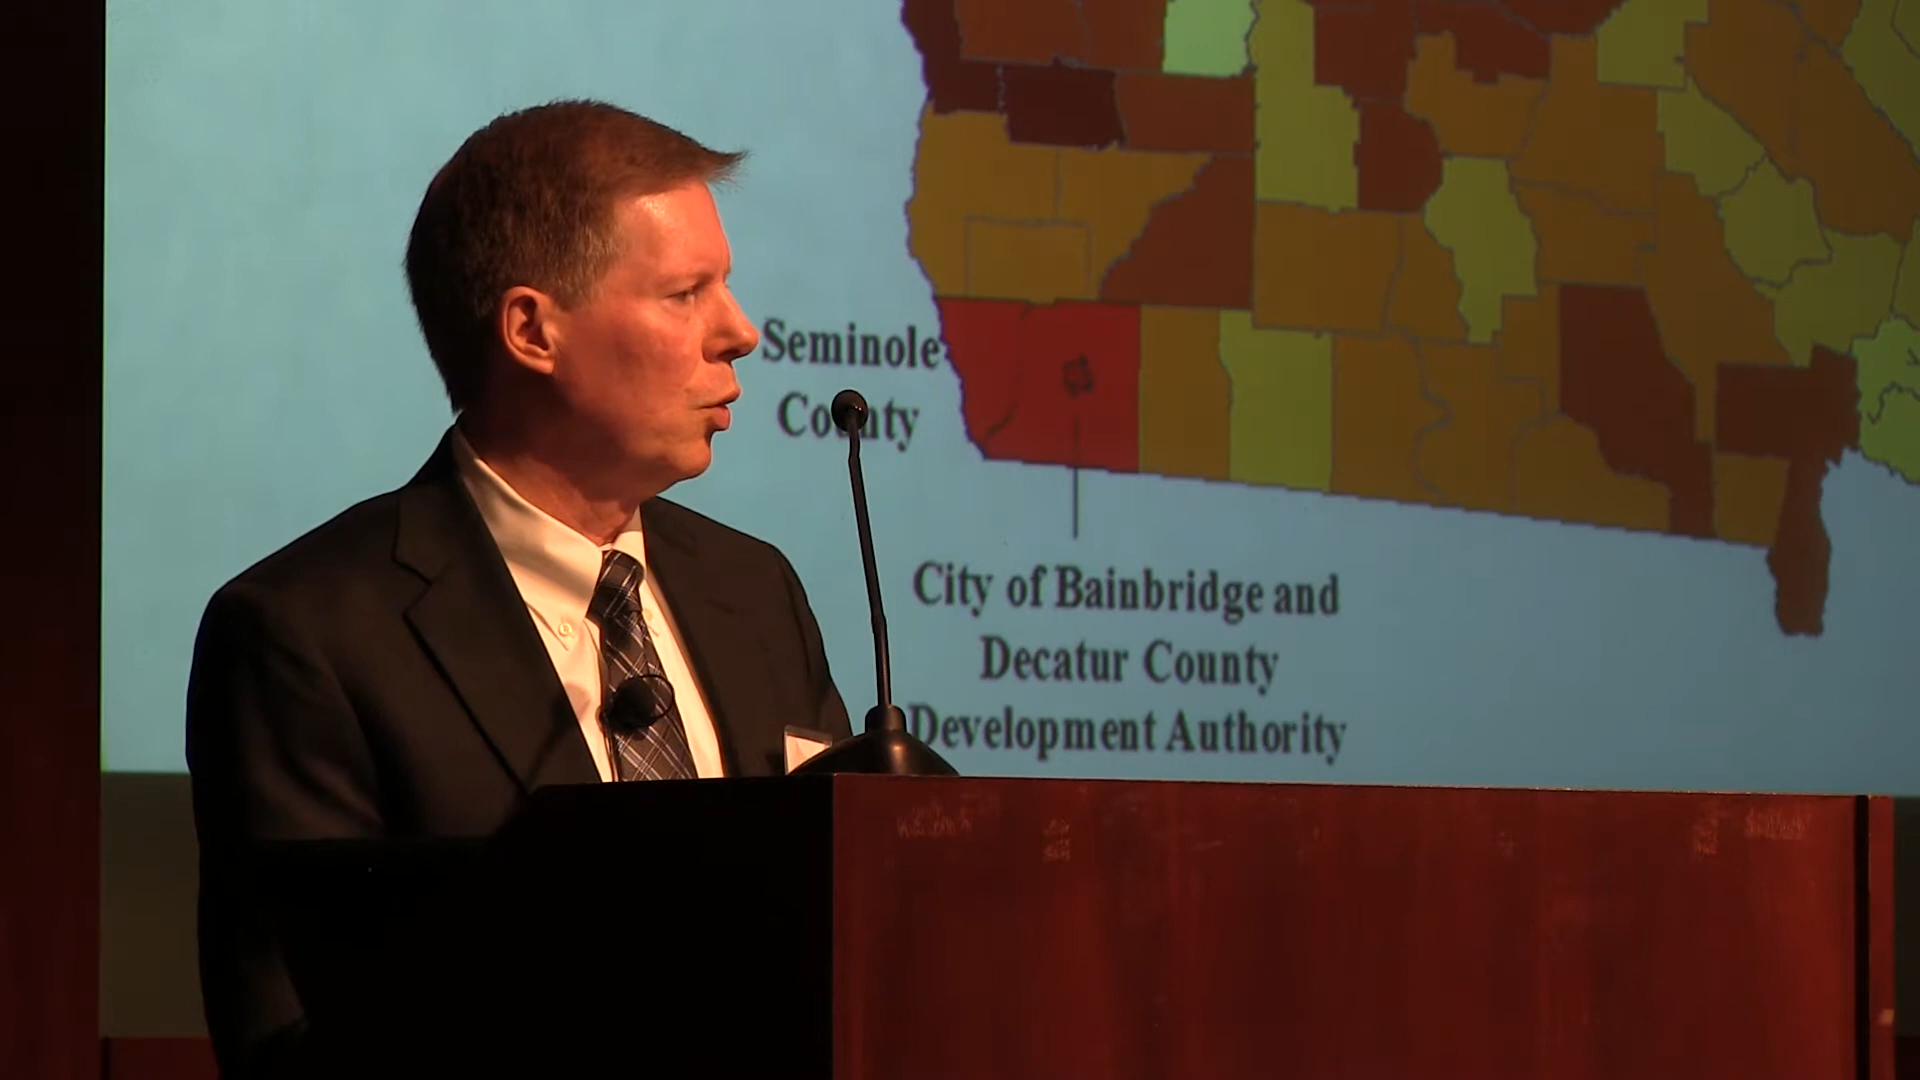 Seminole
County
City of Bainbridge and
Decatur County
Development Authority